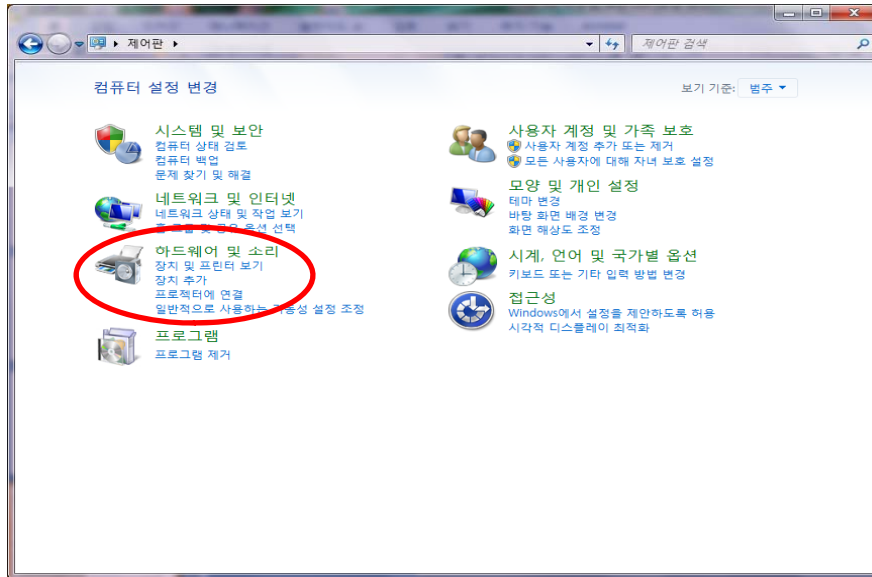 제어판
제어판 검색
컴퓨터 설정 변경
보기 기준: 범주
시스템 및 보안
컴퓨터 상태 검토
컴퓨터 백업
문제 찾기 및 해결
네트워크 및 인터넷
네트워크 상태 및 작업 보기
홈 그룹 및 공유 옵션 선택
하드웨어 및 소리
장치 및 프린터 보기
장치 추가
프로젝터에 연결
일반적으로 사용하는 이동성 설정 조정
프로그램
프로그램 제거
사용자 계정 및 가족 보호
사용자 계정 추가 또는 제거
모든 사용자에 대해 자녀 보호 설정
모양 및 개인 설정
테마 변경
바탕 화면 배경 변경
화면 해상도 조정
시계, 언어 및 국가별 옵션
키보드 또는 기타 입력 방법 변경
접근성
Windows에서 설정을 제안하도록 허용
시각적 디스플레이 최적화